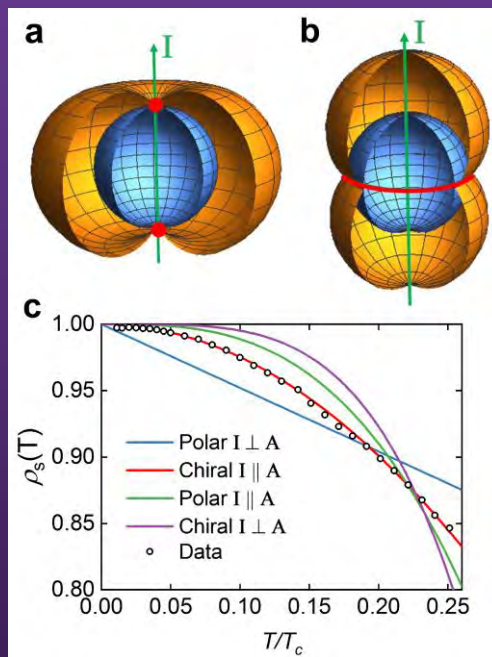 a
b
I
I
c
1.00
0.95
0.90
0.85
0.80
ρs(T)
Polar I ⊥ A
Chiral I ∥ A
Polar I ∥ A
Chiral I ⊥ A
Data
0.00 0.05 0.10 0.15 0.20 0.25
T/Tc